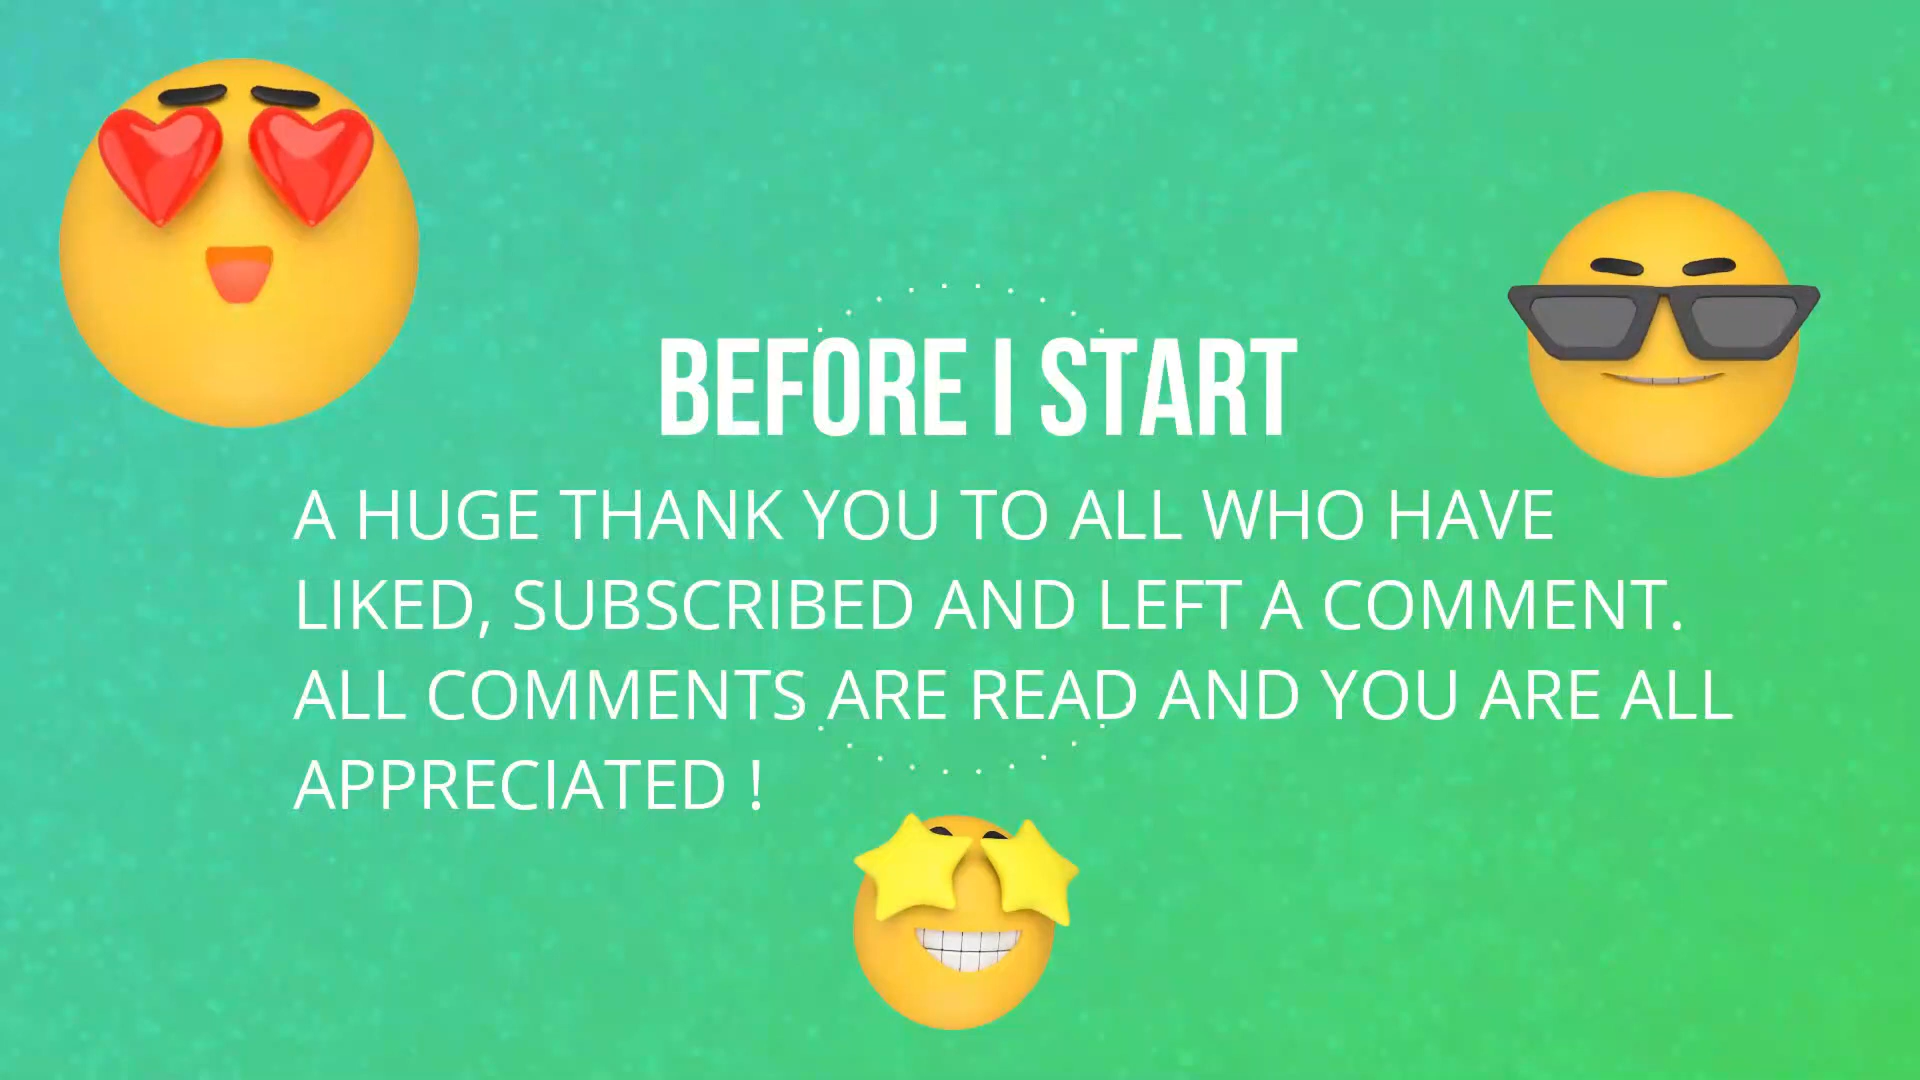 BEFORE I START
A HUGE THANK YOU TO ALL WHO HAVE
LIKED, SUBSCRIBED AND LEFT A COMMENT.
ALL COMMENTS ARE READ AND YOU ARE ALL
APPRECIATED !